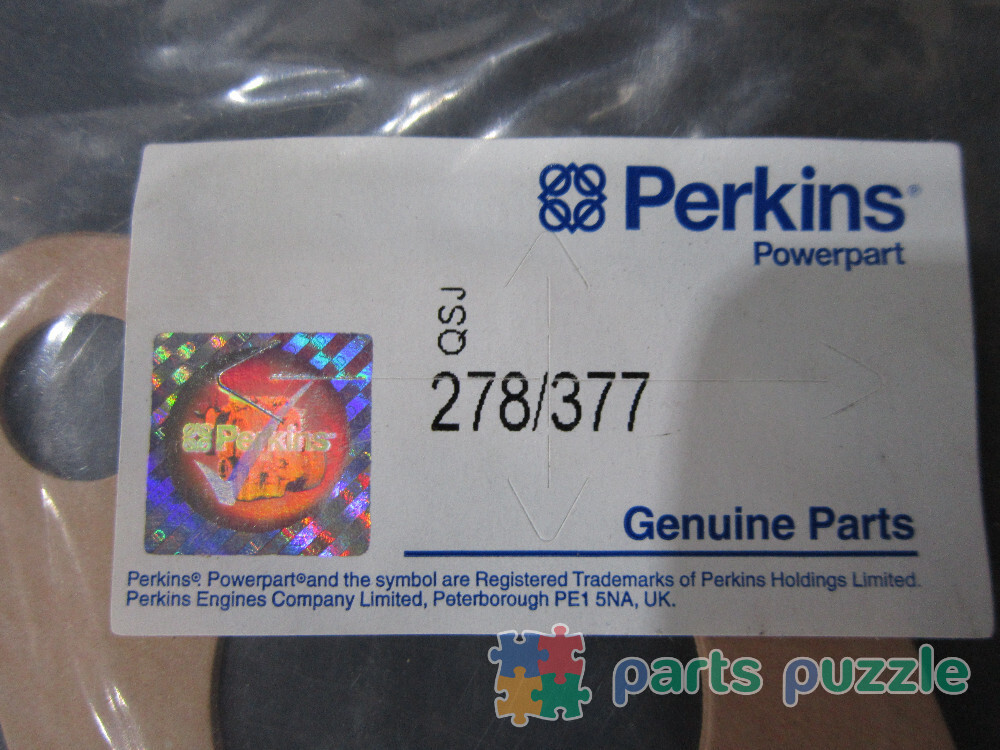 Perkins®
Powerpart
QSJ
278/377
Perkins
Genuine Parts
Perkins®. Powerpart®and the symbol are Registered Trademarks of Perkins Holdings Limited.
Perkins Engines Company Limited, Peterborough PE1 5NA, UK.
parts puzzle